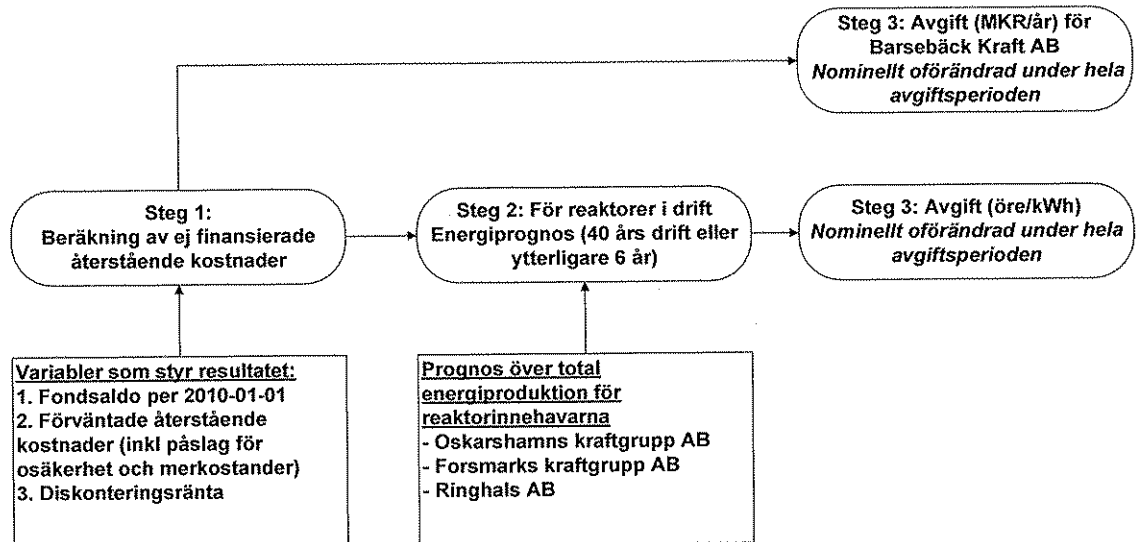 Steg 3: Avgift (MKR/år) för
Barsebäck Kraft AB
Nominellt oförändrad under hela
avgiftsperioden
Steg 1:
Beräkning av ej finansierade
återstående kostnader
Steg 2: För reaktorer i drift
Energiprognos (40 års drift eller
ytterligare 6 år)
Steg 3: Avgift (öre/kWh)
Nominellt oförändrad under hela
avgiftsperioden
Variabler som styr resultatet:
1. Fondsaldo per 2010-01-01
2. Förväntade återstående
kostnader (inkl påslag för
osäkerhet och merkostander)
3. Diskonteringsränta
Prognos över total
energiproduktion för
reaktorinnehavarna
- Oskarshamns kraftgrupp AB
- Forsmarks kraftgrupp AB
- Ringhals AB